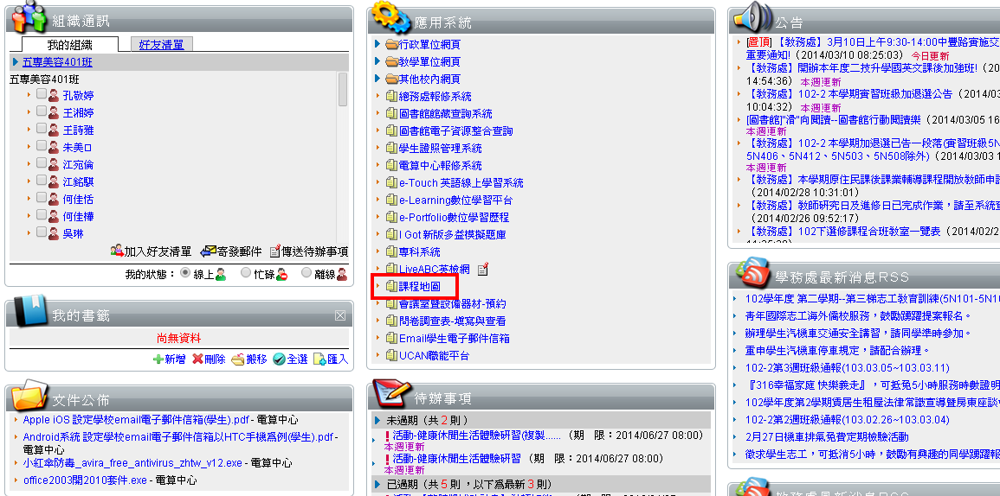 組織通訊
我的組織 好友清單
五專美容401班
五專美容401班
孔敬婷
王湘婷
王詩雅
朱美口
江宛倫
江銘騏
何佳恬
何佳樺
吳琳
加入好友清單 寄發郵件 傳送待辦事項
我的狀態： 線上 忙碌 離線
我的書籤
尚無資料
新增 刪除 搬移 全選 匯入
文件公佈
Apple iOS 設定學校email電子郵件信箱(學生).pdf - 電算中心
Android系統 設定學校email電子郵件信箱以HTC手機為例(學生).pdf -
電算中心
小紅傘防毒_avira_free_antivirus_zhtw_v12.exe - 電算中心
office2003開2010套件.exe - 電算中心
應用系統
行政單位網頁
教學單位網頁
其他校內網頁
總務處報修系統
圖書館館藏查詢系統
圖書館電子資源整合查詢
學生證照管理系統
電算中心報修系統
e-Touch 英語線上學習系統
e-Learning數位學習平台
e-Portfolio數位學習歷程
I Got 新版多益模擬題庫
專科系統
LiveABC英檢網
課程地圖
會議室暨設備器材-預約
問卷調查表-填寫與查看
Email學生電子郵件信箱
UCAN職能平台
待辦事項
未過期（共 2 則）
活動-健康休閒生活體驗研習(複製...... （期 限：2014/06/27 08:00）
本週更新
活動-健康休閒生活體驗研習 （期 限：2014/06/27 08:00）
本週更新
已過期（共 5 則，以下為最新 3 則）
公告
[置頂] 【教務處】3月10日上午9:30-14:00中豐路實施交
重要通知!（2014/03/10 08:25:03） 今日更新
【教務處】開辦本年度二技升學國英文課後加強班!（20
14:54:36） 本週更新
【教務處】102-2 本學期實習班級加退選公告（2014/03
10:04:32） 本週更新
[圖書館]"滑"向閱讀--圖書館行動閱讀樂（2014/03/05 16
本週更新
【教務處】102-2本學期加退選已告一段落(實習班級5N
5N406、5N412、5N503、5N508除外)（2014/03/03 1
本週更新
【教務處】本學期原住民課後課業輔導課程開放教師申請
（2014/02/28 10:31:01）
【教務處】教師研究日及進修日已完成作業，請至系統查
（2014/02/26 09:52:17）
【教務處】102下選修課程合班教室一覽表（2014/02/2
學務處最新消息RSS
102學年度 第二學期--第三梯志工教育訓練(5N101-5N10
青年國際志工海外僑校服務，鼓勵踴躍提案報名。
辦理學生汽機車交通安全講習，請同學準時參加。
重申學生汽機車停車規定，請配合辦理。
102-2第3週班級通報(103.03.05~103.03.11)
『316幸福家庭 快樂義走』，可抵免5小時服務時數證明
102學年度第2學期賃居生租屋法律常識宣導暨房東座談
102-2第2週班級通報(103.02.26~103.03.04)
2月27日機車排氣免費定期檢驗活動
徵求學生志工，可抵消5小時，鼓勵有興趣的同學踴躍報
教務處最新消息RSS